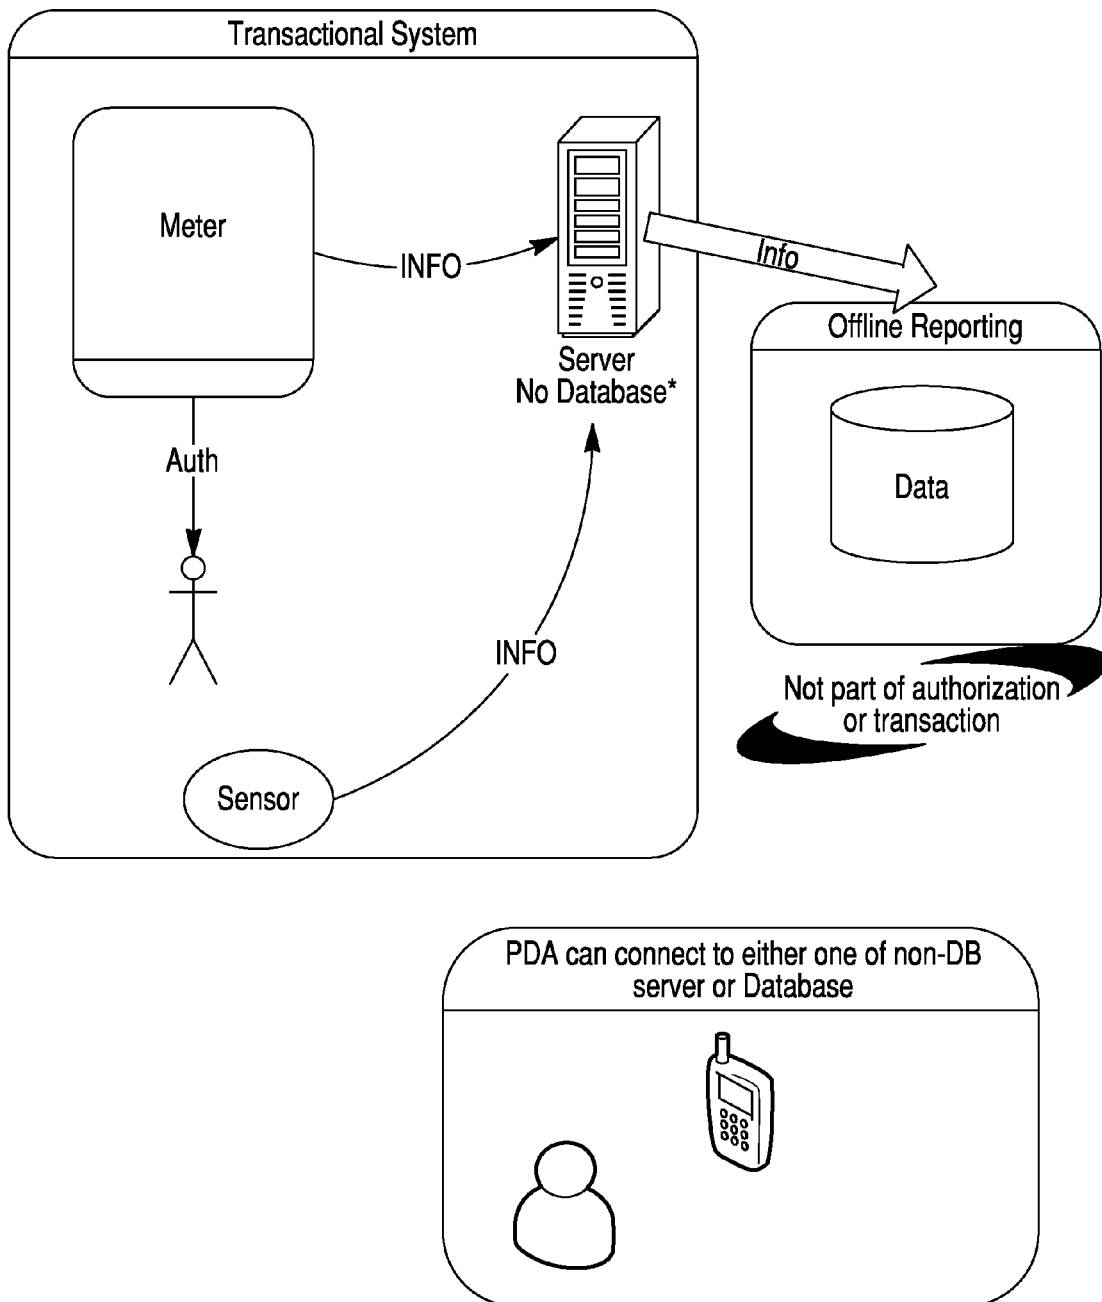 Transactional System
Meter
INFO
Info
Server
No Database*
Auth
INFO
Sensor
Offline Reporting
Data
Not part of authorization
or transaction
PDA can connect to either one of non-DB
server or Database